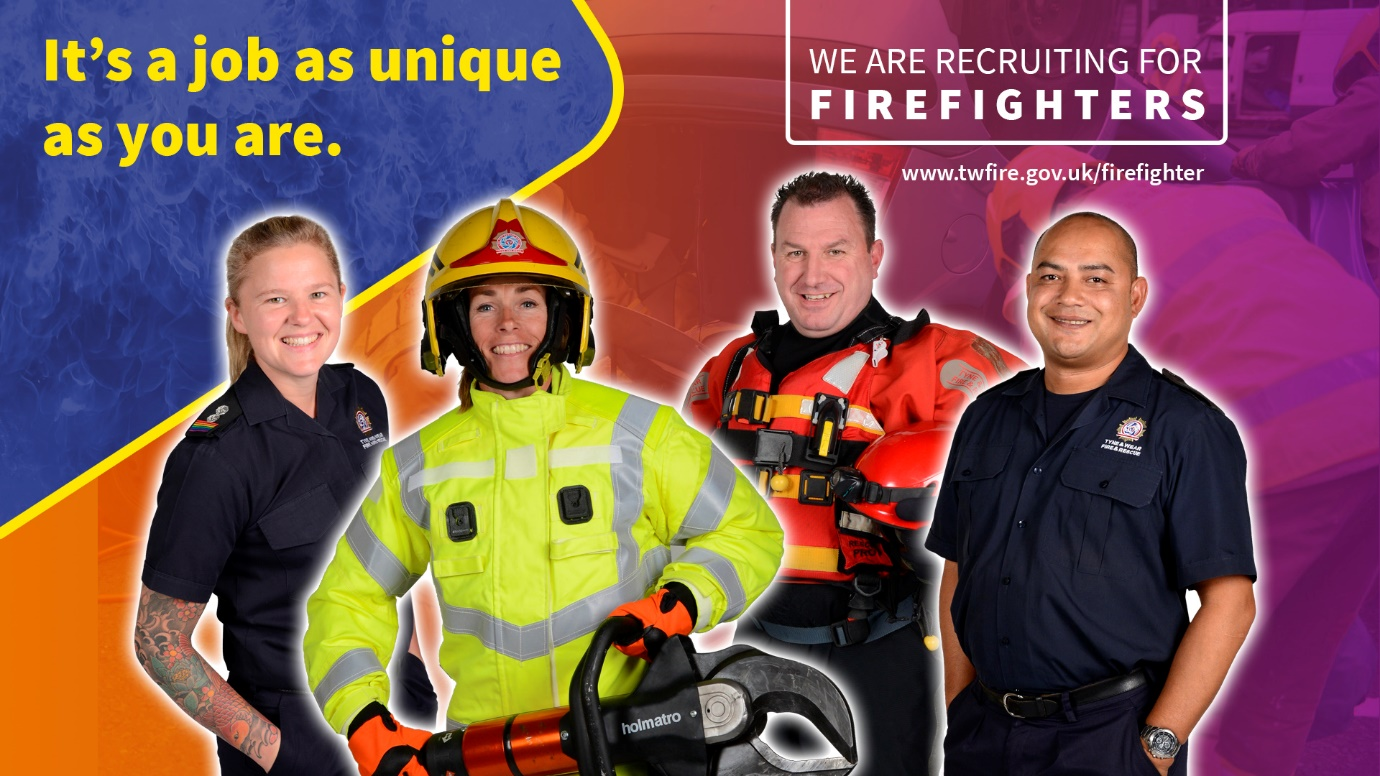 It's a job as unique
as you are.
WE ARE RECRUITING FOR
FIREFIGHTERS
www.twfire.gov.uk/firefighter
TYNE & WEAR
FIRE & RESCUE
holmatro